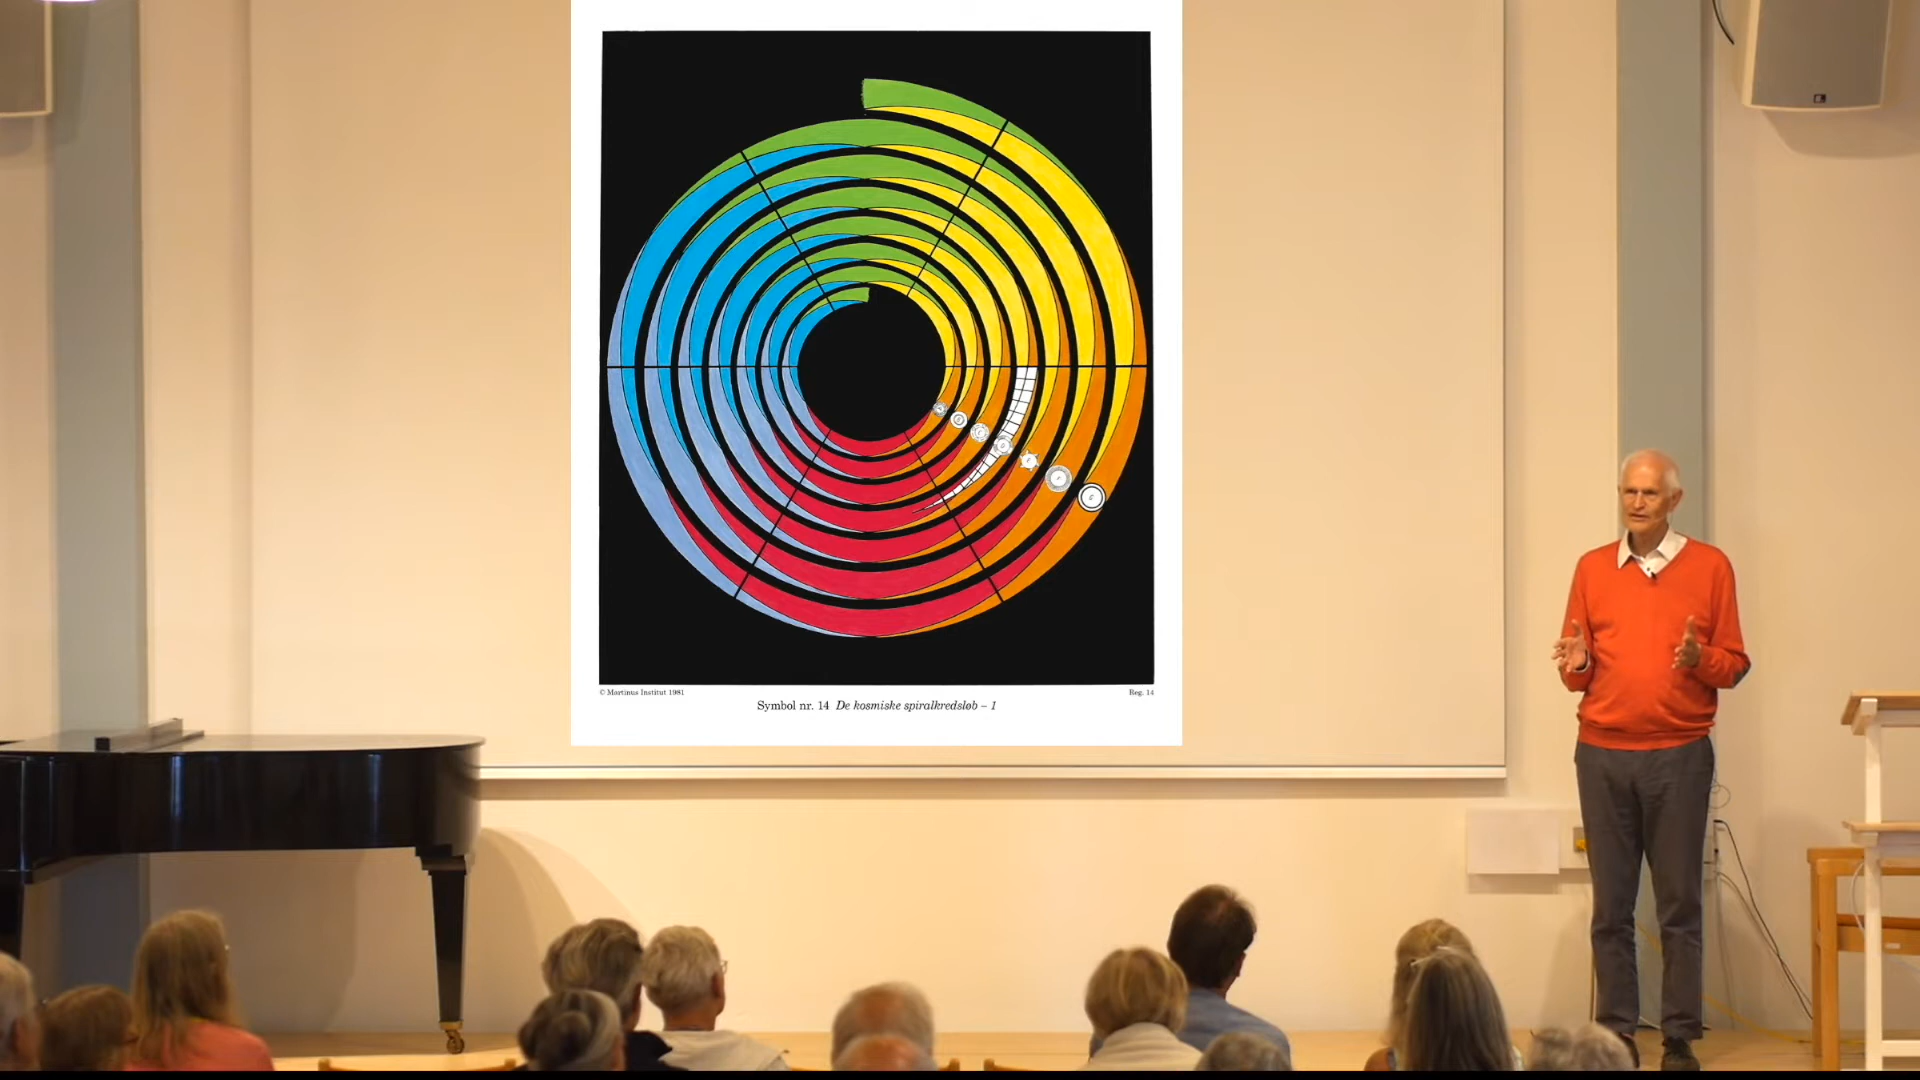 © Martinus Institut 1981
Reg. 14
Symbol nr. 14 De kosmiske spiralkredsløb – 1